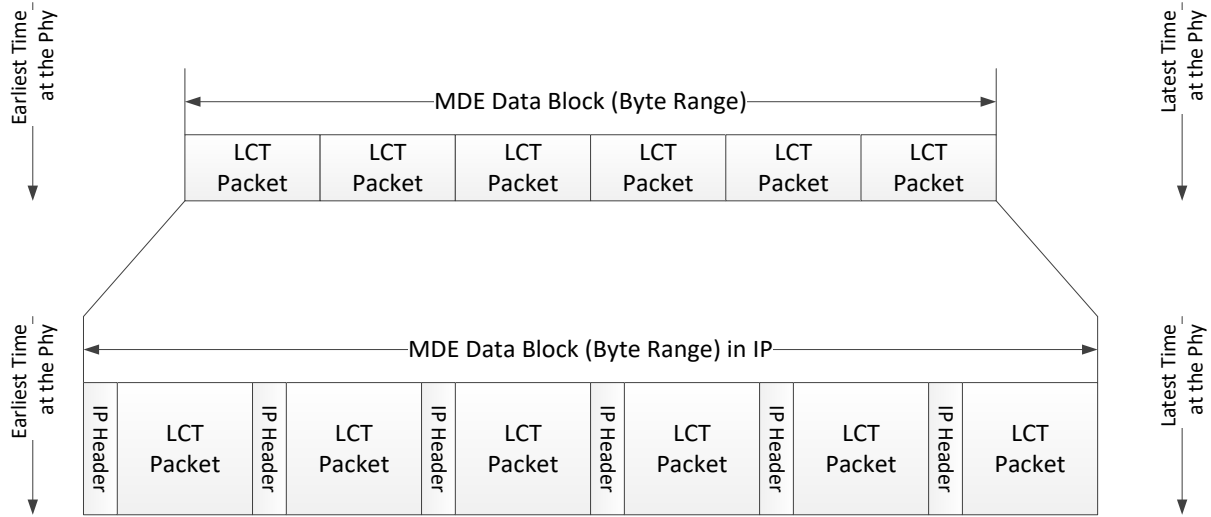 Earliest Time
at the Phy
Latest Time
at the Phy
MDE Data Block (Byte Range)
LCT
Packet
LCT
Packet
LCT
Packet
LCT
Packet
LCT
Packet
LCT
Packet
Earliest Time
at the Phy
Latest Time
at the Phy
MDE Data Block (Byte Range) in IP
IP Header
LCT
Packet
IP Header
LCT
Packet
IP Header
LCT
Packet
IP Header
LCT
Packet
IP Header
LCT
Packet
IP Header
LCT
Packet